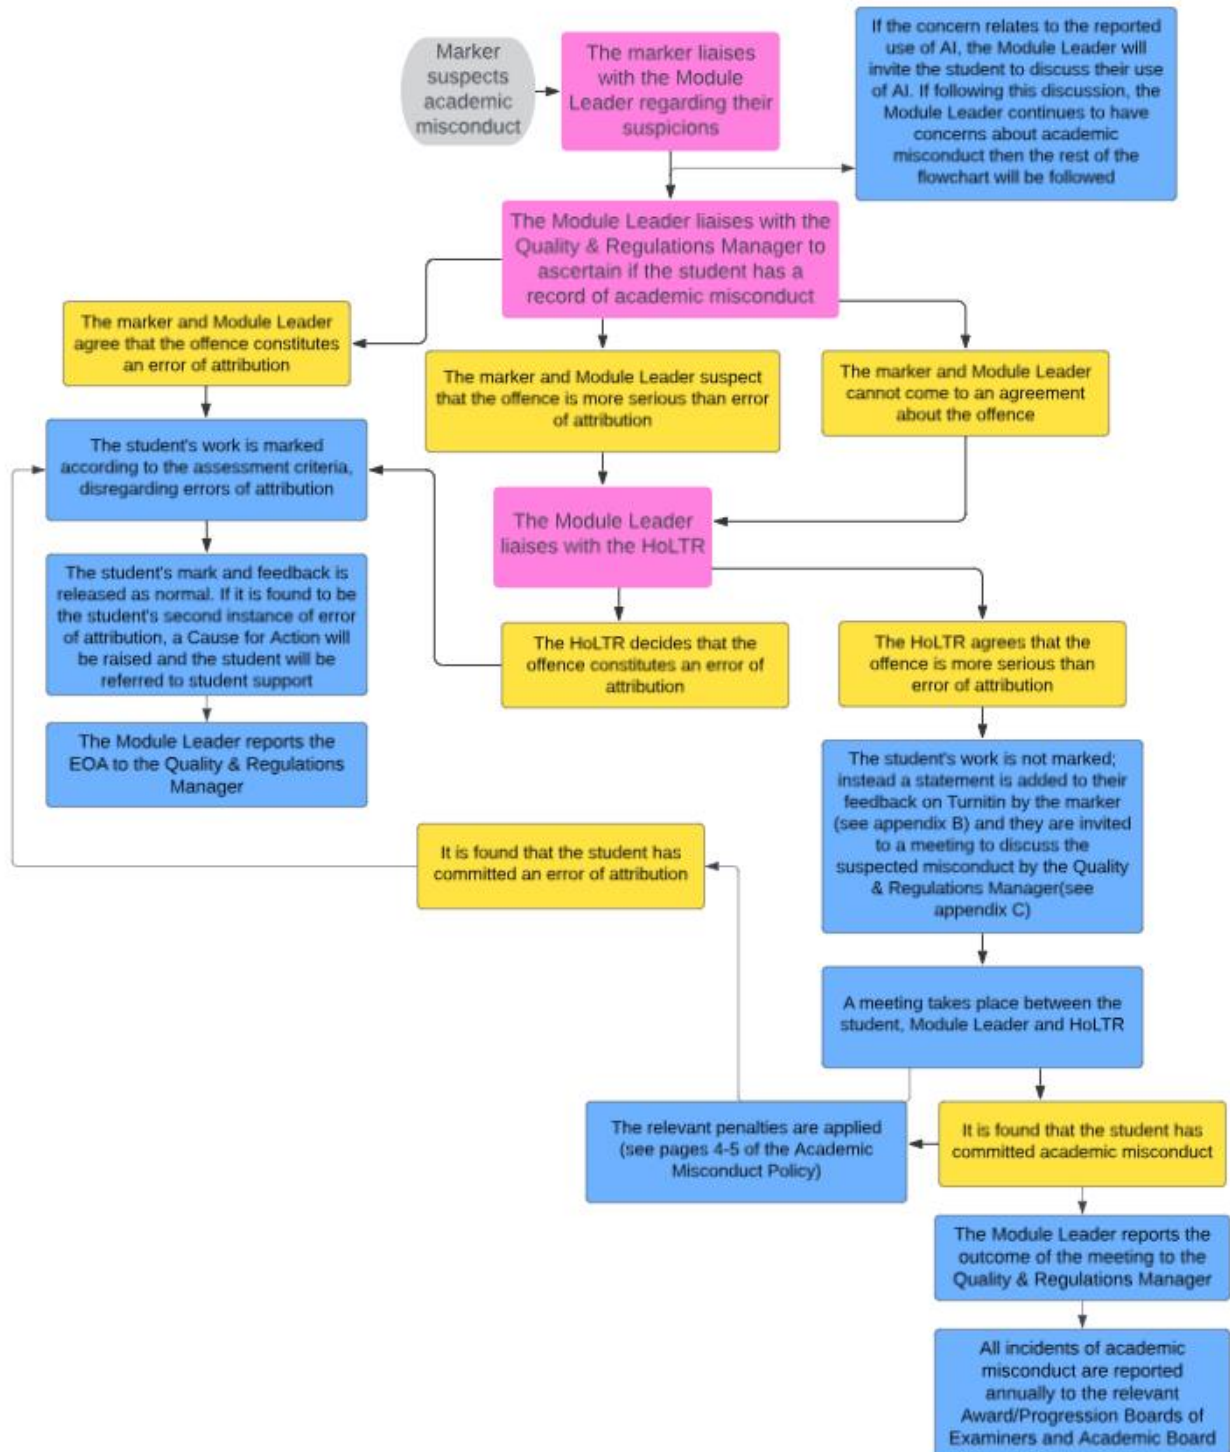 Marker
suspects
academic
misconduct
The marker liaises
with the Module
Leader regarding their
suspicions
If the concern relates to the reported
use of AI, the Module Leader will
invite the student to discuss their use
of AI. If following this discussion, the
Module Leader continues to have
concerns about academic
misconduct then the rest of the
flowchart will be followed
The Module Leader liaises with the
Quality & Regulations Manager to
ascertain if the student has a
record of academic misconduct
The marker and Module Leader
agree that the offence constitutes
an error of attribution
The marker and Module Leader suspect
that the offence is more serious than error
of attribution
The marker and Module Leader
cannot come to an agreement
about the offence
The student's work is marked
according to the assessment criteria,
disregarding errors of attribution
The Module Leader
liaises with the HoLTR
The student's mark and feedback is
released as normal. If it is found to be
the student's second instance of error
of attribution, a Cause for Action will
be raised and the student will be
referred to student support
The HoLTR decides that the
offence constitutes an error of
attribution
The HoLTR agrees that the
offence is more serious than
error of attribution
The Module Leader reports the
EOA to the Quality & Regulations
Manager
The student's work is not marked;
instead a statement is added to their
feedback on Turnitin by the marker
(see appendix B) and they are invited
to a meeting to discuss the
suspected misconduct by the Quality
& Regulations Manager(see
appendix C)
It is found that the student has
committed an error of attribution
A meeting takes place between the
student, Module Leader and HoLTR
The relevant penalties are applied
(see pages 4-5 of the Academic
Misconduct Policy)
It is found that the student has
committed academic misconduct
The Module Leader reports the
outcome of the meeting to the
Quality & Regulations Manager
All incidents of academic
misconduct are reported
annually to the relevant
Award/Progression Boards of
Examiners and Academic Board